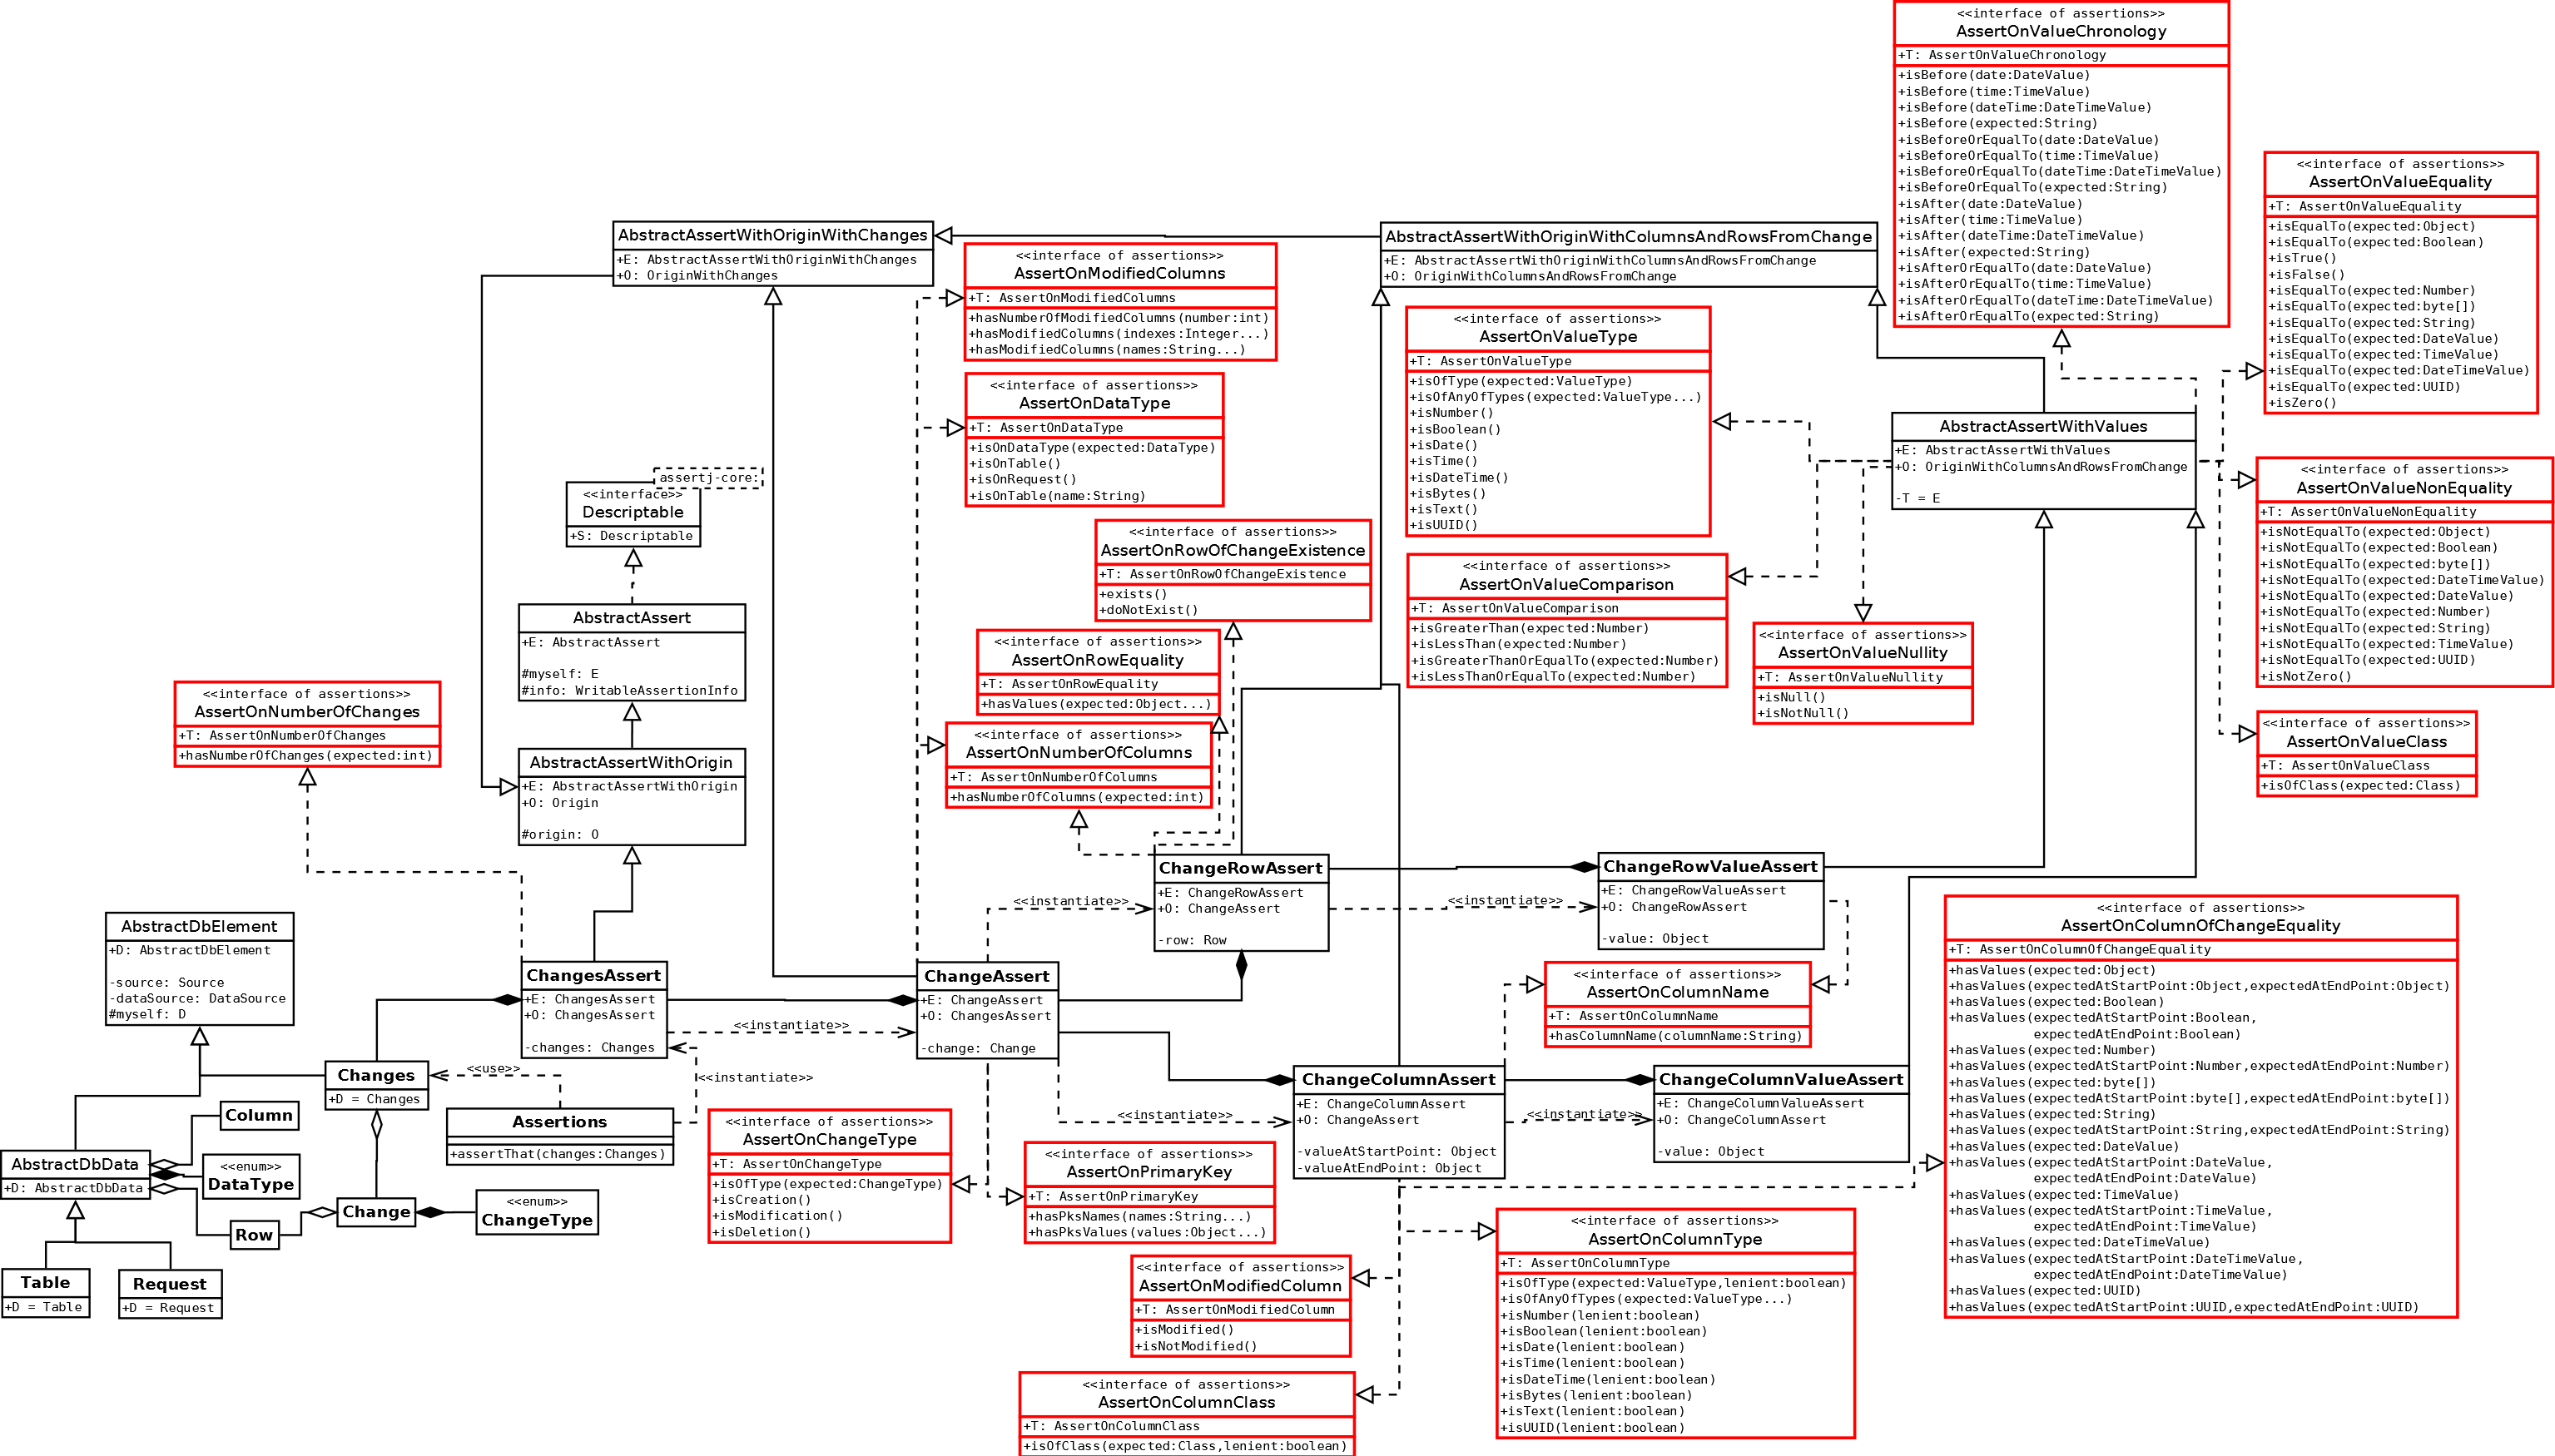 <<interface of assertions>>
AssertOnValueChronology
+T: AssertOnValueChronology
+isBefore(date:DateValue)
+isBefore(time:TimeValue)
+isBefore(dateTime:DateTimeValue)
+isBefore(expected:String)
+isBeforeOrEqualTo(date:DateValue)
+isBeforeOrEqualTo(time:TimeValue)
+isBeforeOrEqualTo(dateTime:DateTimeValue)
+isBeforeOrEqualTo(expected:String)
+isAfter(date:DateValue)
+isAfter(time:TimeValue)
+isAfter(dateTime:DateTimeValue)
+isAfter(expected:String)
+isAfterOrEqualTo(date:DateValue)
+isAfterOrEqualTo(time:TimeValue)
+isAfterOrEqualTo(dateTime:DateTimeValue)
+isAfterOrEqualTo(expected:String)
<<interface of assertions>>
AssertOnValueEquality
+T: AssertOnValueEquality
+isEqualTo(expected:Object)
+isEqualTo(expected:Boolean)
+isTrue()
+isFalse()
+isEqualTo(expected:Number)
+isEqualTo(expected:byte[])
+isEqualTo(expected:String)
+isEqualTo(expected:DateValue)
+isEqualTo(expected:TimeValue)
+isEqualTo(expected:DateTimeValue)
+isEqualTo(expected:UUID)
+isZero()
AbstractAssertWithOriginWithChanges
+E: AbstractAssertWithOriginWithChanges
+O: OriginWithChanges
AbstractAssertWithOriginWithColumnsAndRowsFromChange
+E: AbstractAssertWithOriginWithColumnsAndRowsFromChange
+O: OriginWithColumnsAndRowsFromChange
<<interface of assertions>>
AssertOnModifiedColumns
+T: AssertOnModifiedColumns
+hasNumberOfModifiedColumns(number:int)
+hasModifiedColumns(indexes:Integer...)
+hasModifiedColumns(names:String...)
<<interface of assertions>>
AssertOnValueType
+T: AssertOnValueType
+isOfType(expected:ValueType)
+isOfAnyOfTypes(expected:ValueType...)
+isNumber()
+isBoolean()
+isDate()
+isTime()
+isDateTime()
+isBytes()
+isText()
+isUUID()
<<interface of assertions>>
AssertOnDataType
+T: AssertOnDataType
+isOnDataType(expected:DataType)
+isOnTable()
+isOnRequest()
+isOnTable(name:String)
AbstractAssertWithValues
+E: AbstractAssertWithValues
+O: OriginWithColumnsAndRowsFromChange
-T = E
<<interface of assertions>>
AssertOnValueNonEquality
+T: AssertOnValueNonEquality
+isNotEqualTo(expected:Object)
+isNotEqualTo(expected:Boolean)
+isNotEqualTo(expected:byte[])
+isNotEqualTo(expected:DateTimeValue)
+isNotEqualTo(expected:DateValue)
+isNotEqualTo(expected:Number)
+isNotEqualTo(expected:String)
+isNotEqualTo(expected:TimeValue)
+isNotEqualTo(expected:UUID)
+isNotZero()
assertj-core:
<<interface>>
Descriptable
+S: Descriptable
<<interface of assertions>>
AssertOnRowOfChangeExistence
+T: AssertOnRowOfChangeExistence
+exists()
+doNotExist()
<<interface of assertions>>
AssertOnValueComparison
+T: AssertOnValueComparison
+isGreaterThan(expected:Number)
+isLessThan(expected:Number)
+isGreaterThanOrEqualTo(expected:Number)
+isLessThanOrEqualTo(expected:Number)
AbstractAssert
+E: AbstractAssert
#myself: E
#info: WritableAssertionInfo
<<interface of assertions>>
AssertOnRowEquality
+T: AssertOnRowEquality
+hasValues(expected:Object...)
<<interface of assertions>>
AssertOnValueNullity
+T: AssertOnValueNullity
+isNull()
+isNotNull()
<<interface of assertions>>
AssertOnNumberOfChanges
+T: AssertOnNumberOfChanges
+hasNumberOfChanges(expected:int)
<<interface of assertions>>
AssertOnNumberOfColumns
+T: AssertOnNumberOfColumns
+hasNumberOfColumns(expected:int)
<<interface of assertions>>
AssertOnValueClass
+T: AssertOnValueClass
+isOfClass(expected:Class)
AbstractAssertWithOrigin
+E: AbstractAssertWithOrigin
+O: Origin
#origin: O
ChangeRowAssert
+E: ChangeRowAssert
+O: ChangeAssert
-row: Row
<<instantiate>>
ChangeRowValueAssert
+E: ChangeRowValueAssert
+O: ChangeRowAssert
-value: Object
<<instantiate>>
<<interface of assertions>>
AssertOnColumnOfChangeEquality
+T: AssertOnColumnOfChangeEquality
+hasValues(expected:Object)
+hasValues(expectedAtStartPoint:Object,expectedAtEndPoint:Object)
+hasValues(expected:Boolean)
+hasValues(expectedAtStartPoint:Boolean,
expectedAtEndPoint:Boolean)
+hasValues(expected:Number)
+hasValues(expectedAtStartPoint:Number,expectedAtEndPoint:Number)
+hasValues(expected:byte[])
+hasValues(expectedAtStartPoint:byte[],expectedAtEndPoint:byte[])
+hasValues(expected:String)
+hasValues(expectedAtStartPoint:String,expectedAtEndPoint:String)
+hasValues(expected:DateValue)
+hasValues(expectedAtStartPoint:DateValue,
expectedAtEndPoint:DateValue)
+hasValues(expected:TimeValue)
+hasValues(expectedAtStartPoint:TimeValue,
expectedAtEndPoint:TimeValue)
+hasValues(expected:DateTimeValue)
+hasValues(expectedAtStartPoint:DateTimeValue,
expectedAtEndPoint:DateTimeValue)
+hasValues(expected:UUID)
+hasValues(expectedAtStartPoint:UUID,expectedAtEndPoint:UUID)
AbstractDbElement
+D: AbstractDbElement
-source: Source
-dataSource: DataSource
#myself: D
ChangesAssert
+E: ChangesAssert
+O: ChangesAssert
-changes: Changes
<<instantiate>>
ChangeAssert
+E: ChangeAssert
+O: ChangesAssert
-change: Change
<<interface of assertions>>
AssertOnColumnName
+T: AssertOnColumnName
+hasColumnName(columnName:String)
Changes
+D = Changes
<<use>>
<<instantiate>>
Assertions
+assertThat(changes:Changes)
ChangeColumnAssert
+E: ChangeColumnAssert
+O: ChangeAssert
-valueAtStartPoint: Object
-valueAtEndPoint: Object
<<instantiate>>
<<instantiate>>
ChangeColumnValueAssert
+E: ChangeColumnValueAssert
+O: ChangeColumnAssert
-value: Object
Column
AbstractDbData
+D: AbstractDbData
<<enum>>
DataType
Row
Change
<<enum>>
ChangeType
<<interface of assertions>>
AssertOnChangeType
+T: AssertOnChangeType
+isOfType(expected:ChangeType)
+isCreation()
+isModification()
+isDeletion()
<<interface of assertions>>
AssertOnPrimaryKey
+T: AssertOnPrimaryKey
+hasPksNames(names:String...)
+hasPksValues(values:Object...)
Table
+D = Table
Request
+D = Request
<<interface of assertions>>
AssertOnModifiedColumn
+T: AssertOnModifiedColumn
+isModified()
+isNotModified()
<<interface of assertions>>
AssertOnColumnType
+T: AssertOnColumnType
+isOfType(expected:ValueType,lenient:boolean)
+isOfAnyOfTypes(expected:ValueType...)
+isNumber(lenient:boolean)
+isBoolean(lenient:boolean)
+isDate(lenient:boolean)
+isTime(lenient:boolean)
+isDateTime(lenient:boolean)
+isBytes(lenient:boolean)
+isText(lenient:boolean)
+isUUID(lenient:boolean)
<<interface of assertions>>
AssertOnColumnClass
+T: AssertOnColumnClass
+isOfClass(expected:Class,lenient:boolean)